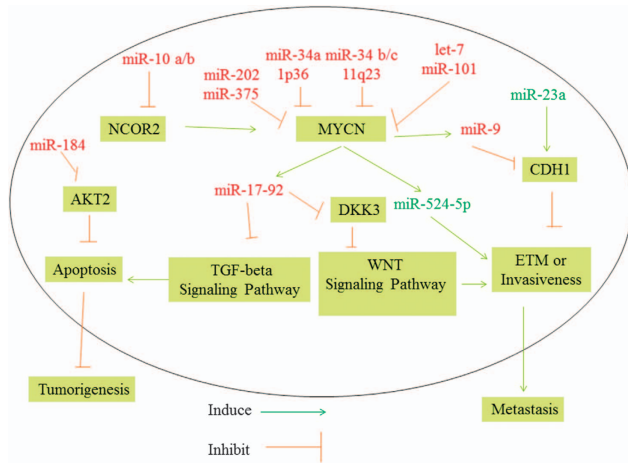 miR-10 a/b
miR-202
miR-375
miR-34a
1p36
miR-34 b/c
11q23
let-7
miR-101
miR-23a
NCOR2
MYCN
miR-9
miR-184
CDH1
AKT2
miR-17-92
DKK3
miR-524-5p
Apoptosis
TGF-beta
Signaling Pathway
WNT
Signaling Pathway
ETM or
Invasiveness
Tumorigenesis
Metastasis
Induce
Inhibit